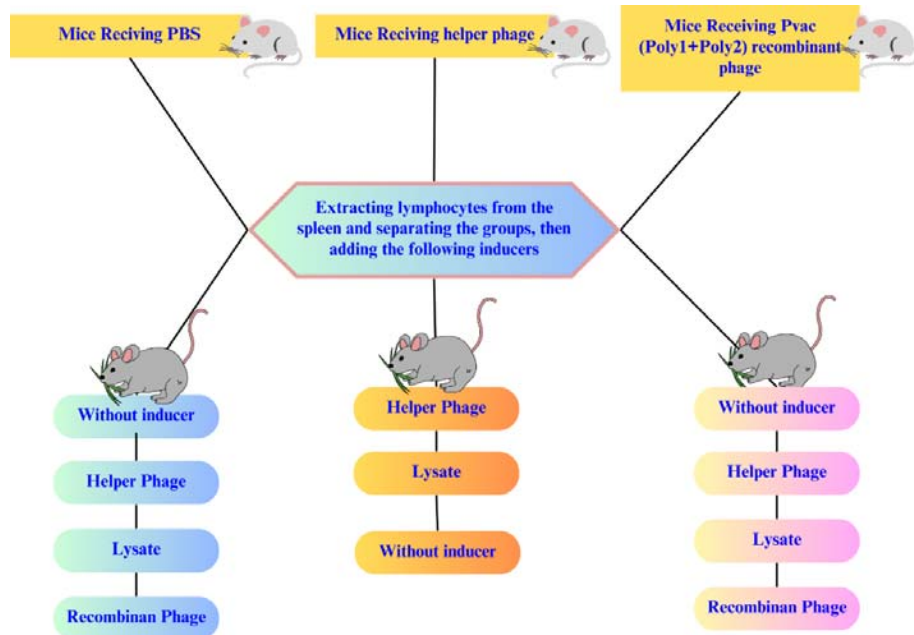 Mice Reciving PBS
Mice Reciving helper phage
Mice Receiving Pvac
(Poly1+Poly2) recombinant
phage
Extracting lymphocytes from the
spleen and separating the groups, then
adding the following inducers
Without inducer
Helper Phage
Lysate
Recombinan Phage
Helper Phage
Lysate
Without inducer
Without inducer
Helper Phage
Lysate
Recombinan Phage